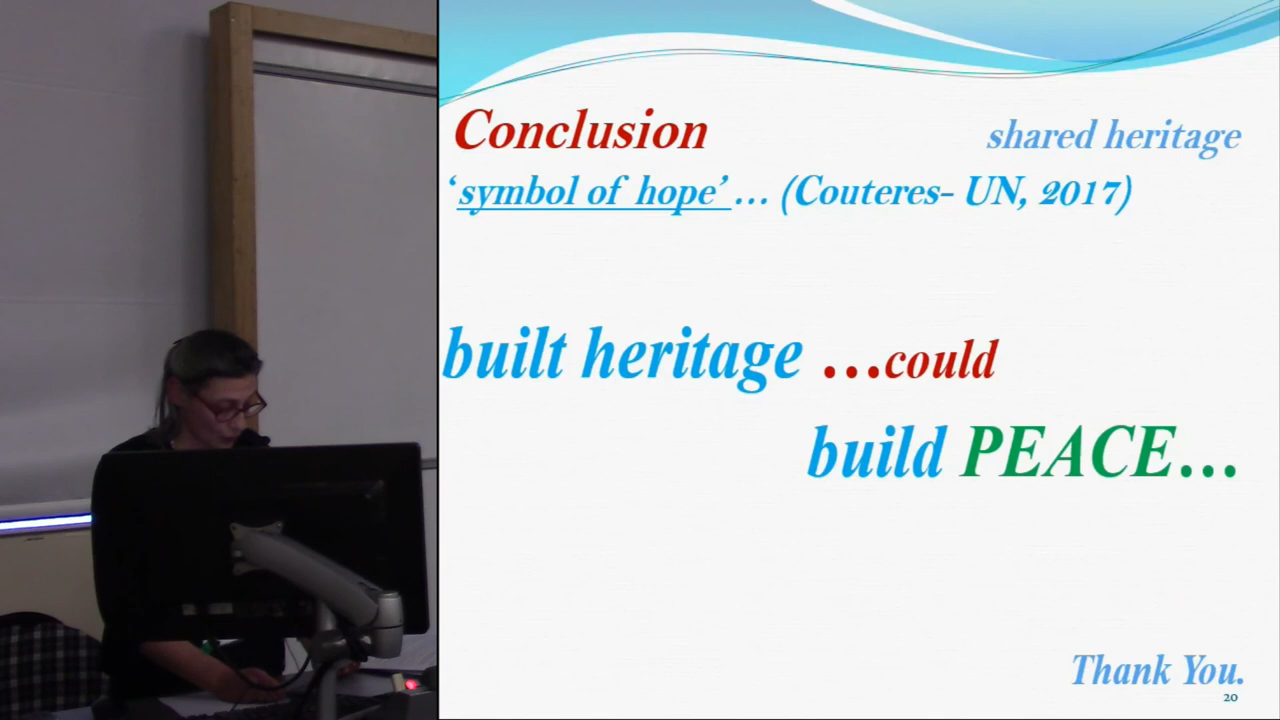 Conclusion shared heritage
‘symbol of hope’... (Couteres- UN, 2017)
built heritage ...could
build PEACE...
Thank You.
20